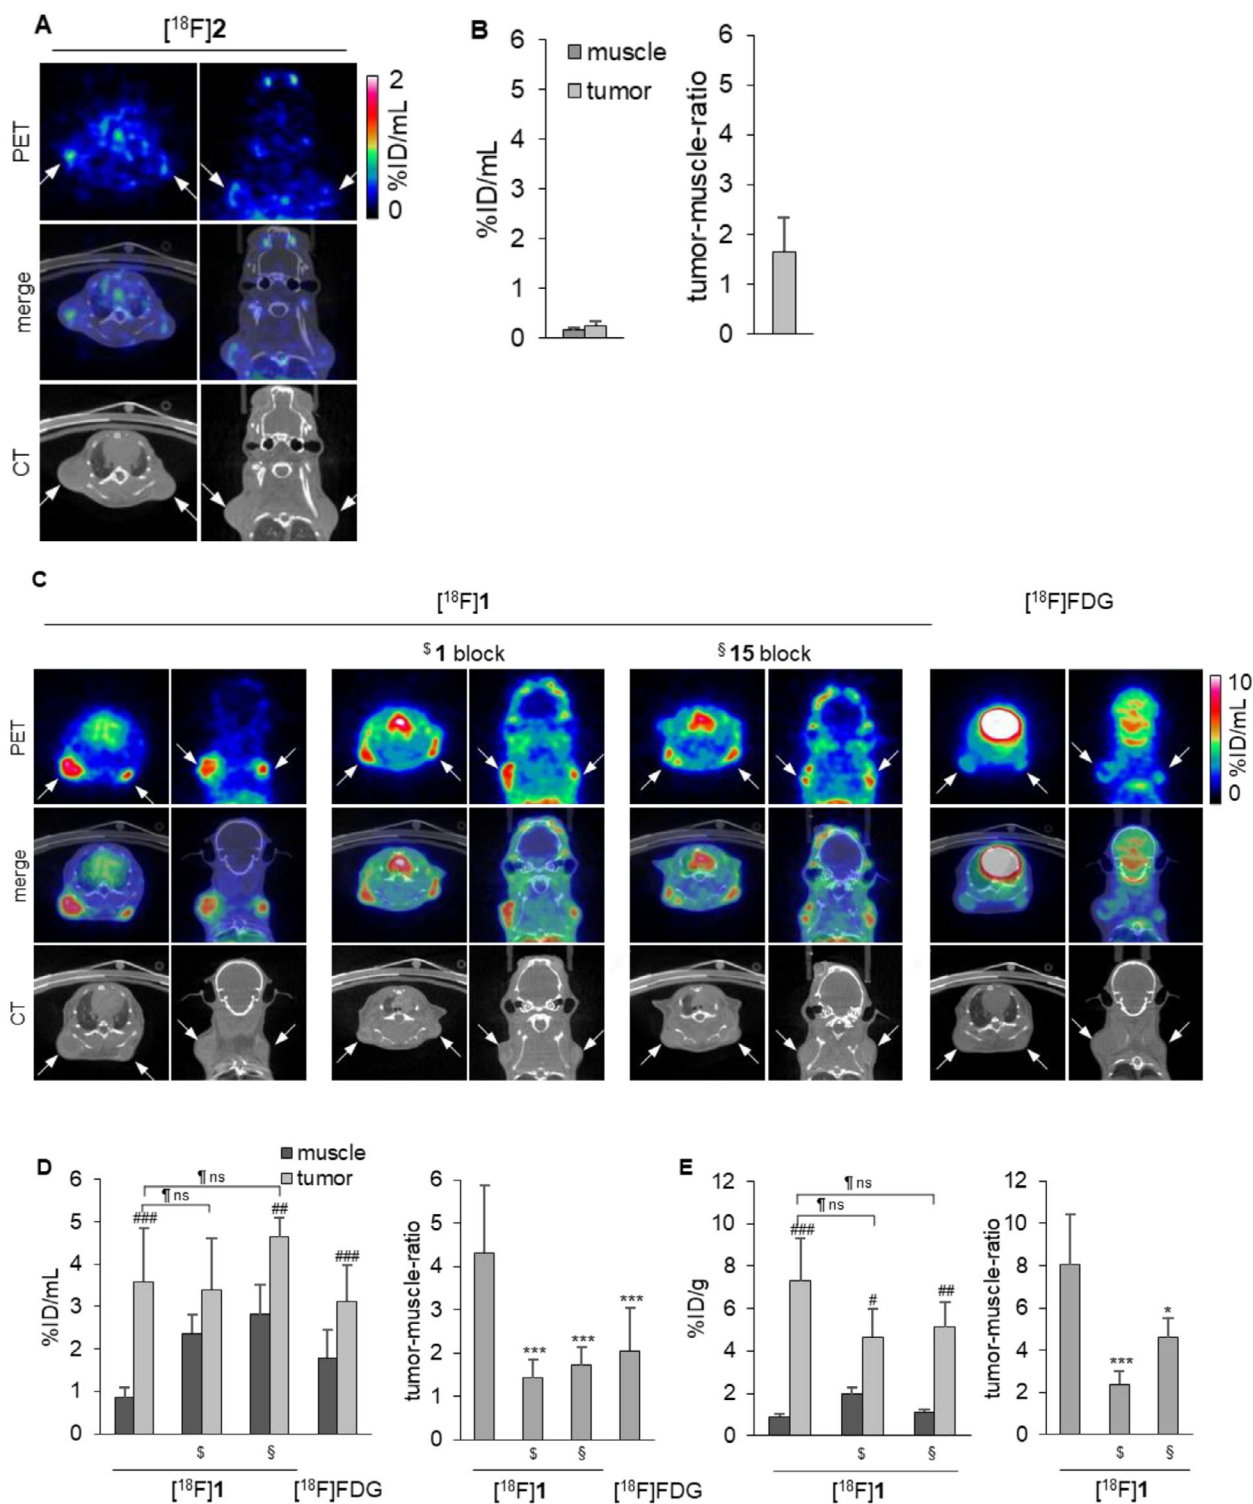 A
[¹⁸F]2
PET
merge
CT
2
%ID/mL
0
B
6
5
4
3
2
1
0
%ID/mL
muscle
tumor
6
5
4
3
2
1
0
tumor-muscle-ratio
C
[¹⁸F]1
[¹⁸F]FDG
$ 1 block
§ 15 block
PET
merge
CT
10
%ID/mL
0
D
muscle
tumor
6
5
4
3
2
1
0
%ID/mL
¶ ns
¶ ns
###
##
###
$
§
[¹⁸F]1
[¹⁸F]FDG
6
5
4
3
2
1
0
tumor-muscle-ratio
***
***
***
$
§
[¹⁸F]1
[¹⁸F]FDG
E
12
10
8
6
4
2
0
%ID/g
¶ ns
¶ ns
###
#
##
$
§
[¹⁸F]1
12
10
8
6
4
2
0
tumor-muscle-ratio
***
*
$
§
[¹⁸F]1